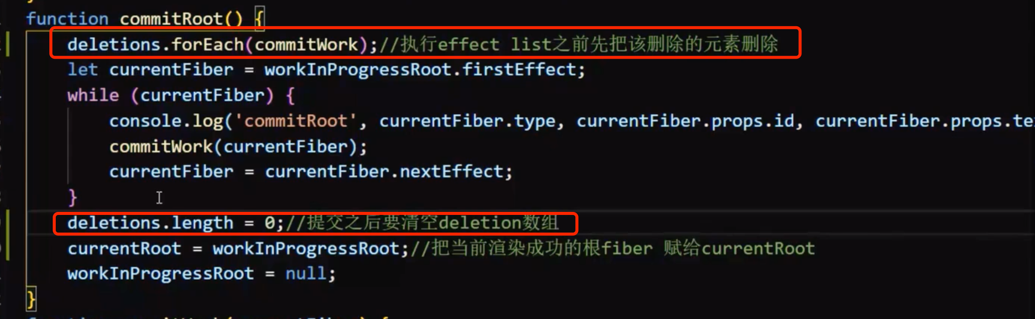 function commitRoot() {
deletions.forEach(commitWork);//执行effect list之前先把该删除的元素删除
let currentFiber = workInProgressRoot.firstEffect;
while (currentFiber) {
console.log('commitRoot', currentFiber.type, currentFiber.props.id, currentFiber.props.te
commitWork(currentFiber);
currentFiber = currentFiber.nextEffect;
}
deletions.length = 0;//提交之后要清空deletion数组
currentRoot = workInProgressRoot;//把当前渲染成功的根fiber 赋给currentRoot
workInProgressRoot = null;
}